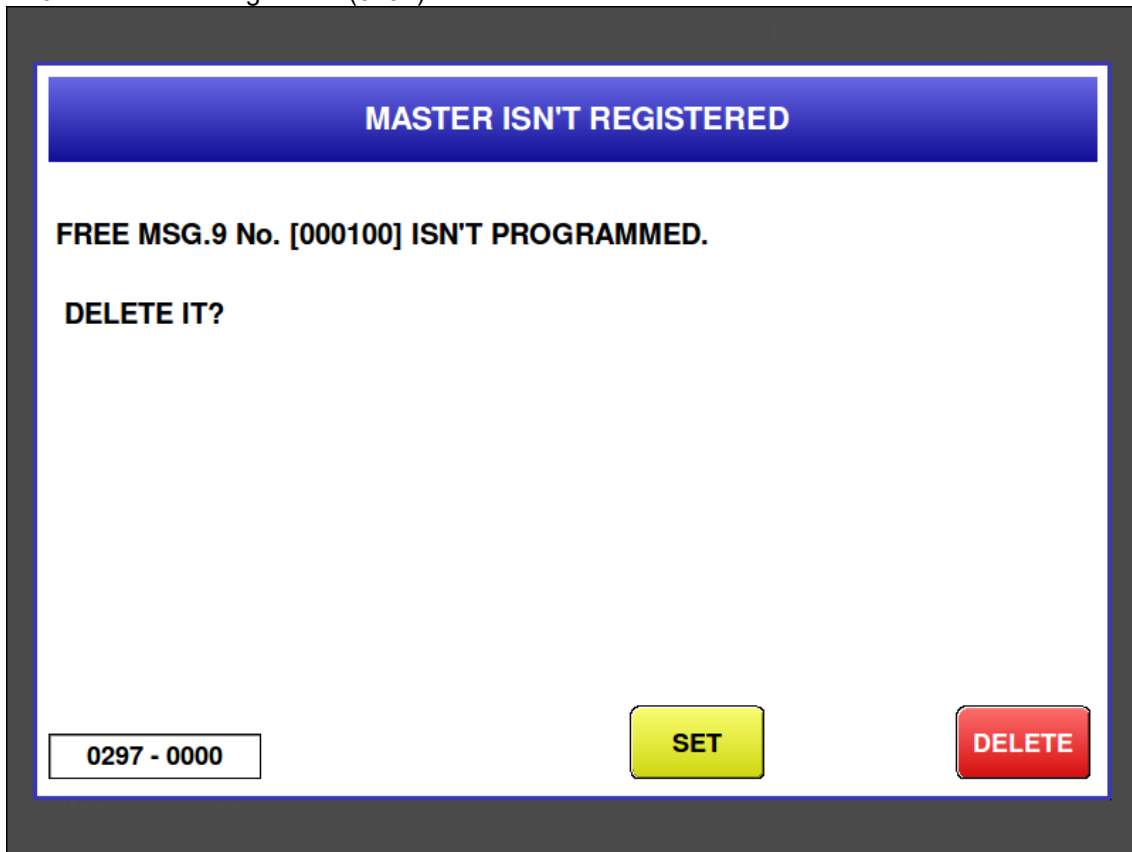 MASTER ISN'T REGISTERED
FREE MSG.9 No. [000100] ISN'T PROGRAMMED.
DELETE IT?
SET
DELETE
0297 - 0000